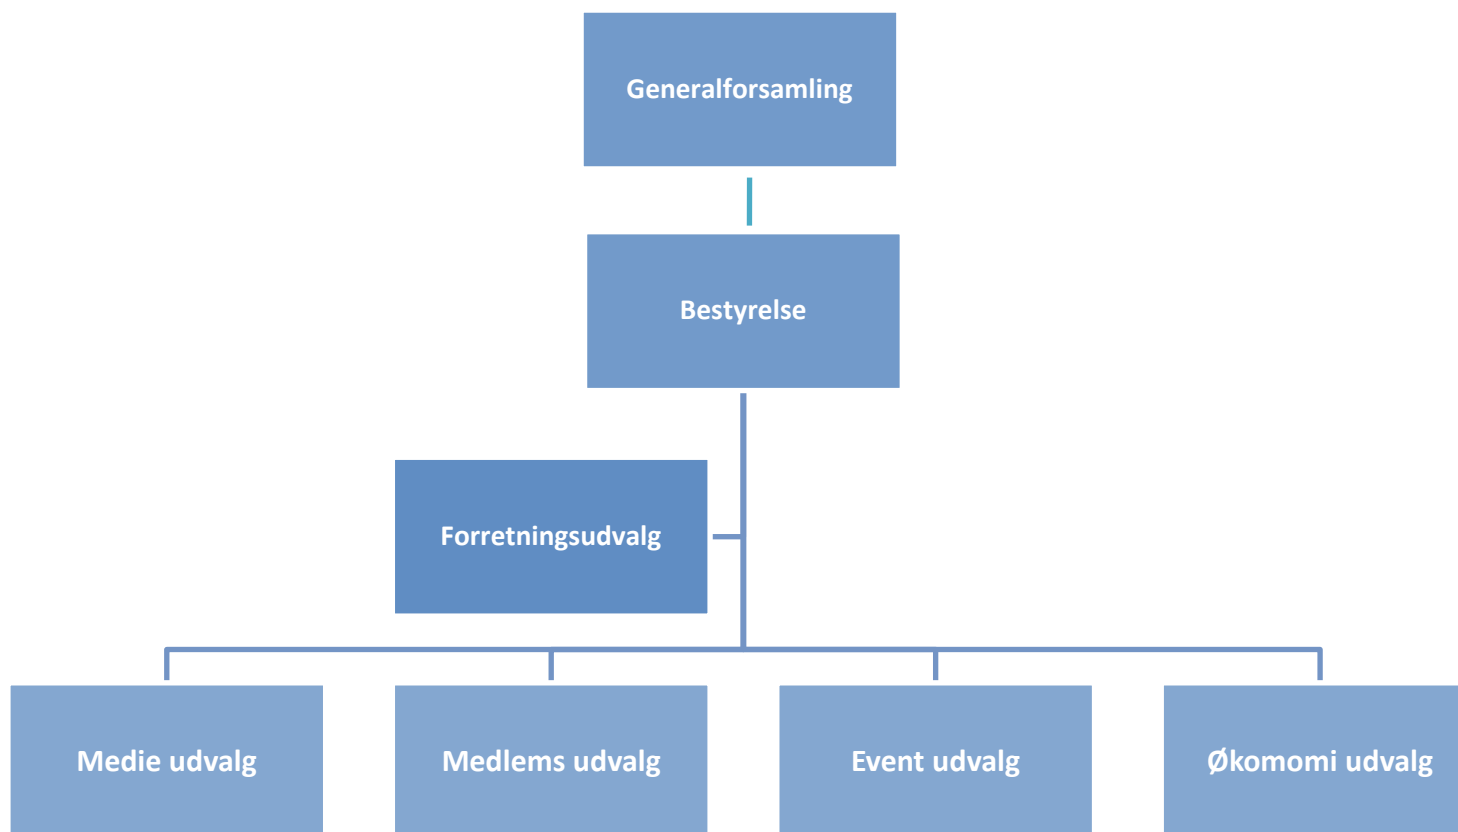 Generalforsamling
Bestyrelse
Forretningsudvalg
Medie udvalg
Medlems udvalg
Event udvalg
Økomomi udvalg